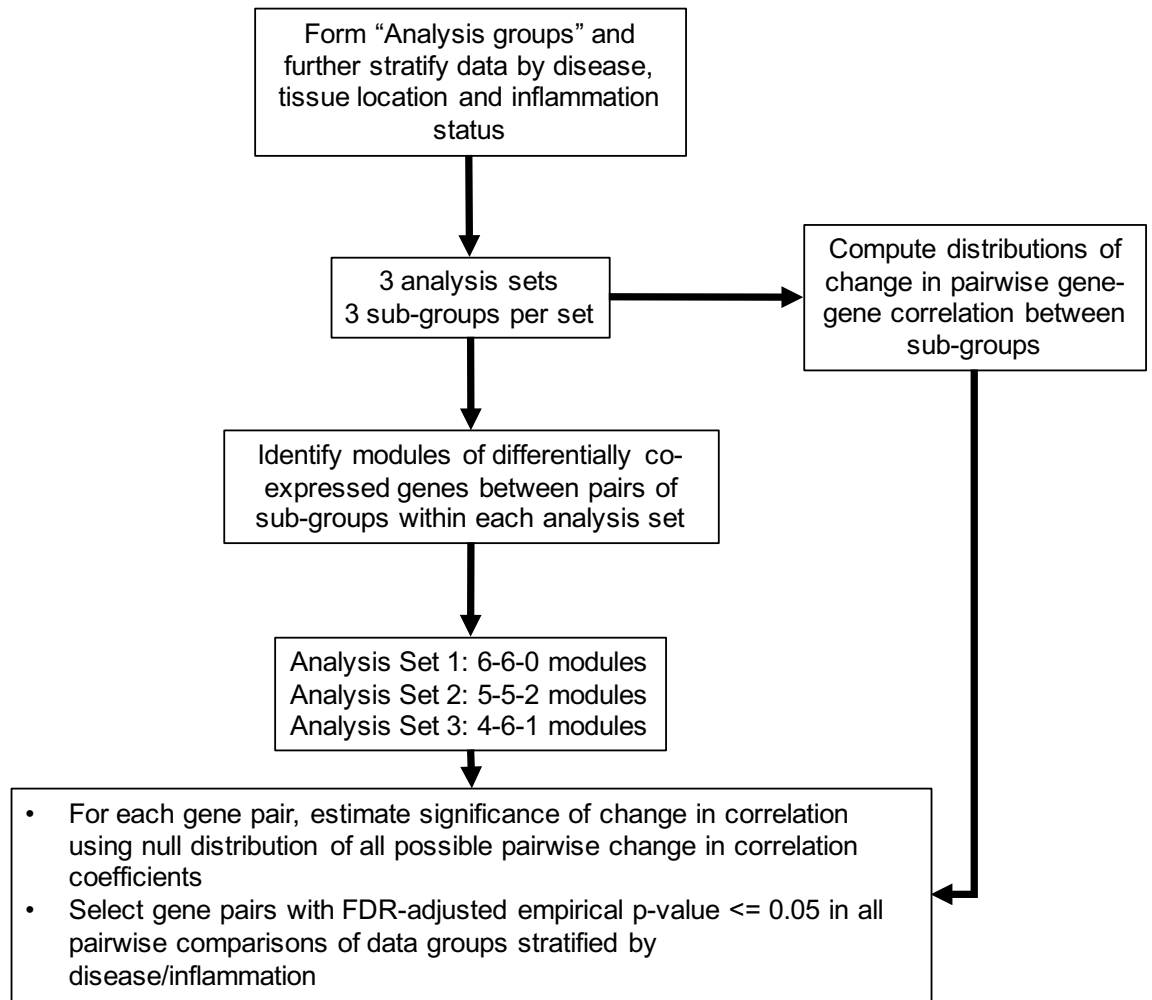 Form “Analysis groups” and
further stratify data by disease,
tissue location and inflammation
status
3 analysis sets
3 sub-groups per set
Compute distributions of
change in pairwise gene-
gene correlation between
sub-groups
Identify modules of differentially co-
expressed genes between pairs of
sub-groups within each analysis set
Analysis Set 1: 6-6-0 modules
Analysis Set 2: 5-5-2 modules
Analysis Set 3: 4-6-1 modules
• For each gene pair, estimate significance of change in correlation
using null distribution of all possible pairwise change in correlation
coefficients
• Select gene pairs with FDR-adjusted empirical p-value <= 0.05 in all
pairwise comparisons of data groups stratified by
disease/inflammation